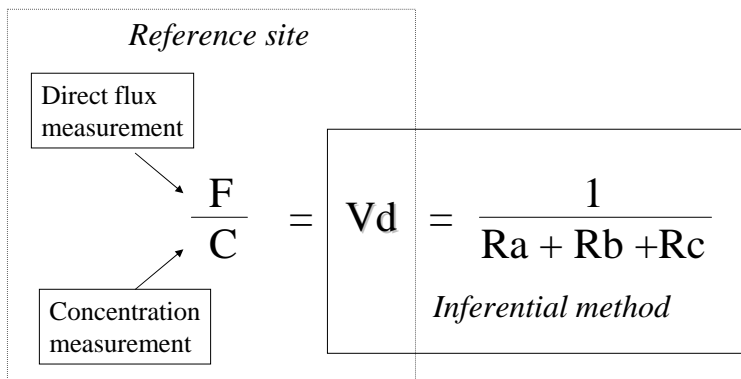 Reference site
Direct flux
measurement
F
C
= Vd =
1
Ra + Rb +Rc
Concentration
measurement
Inferential method